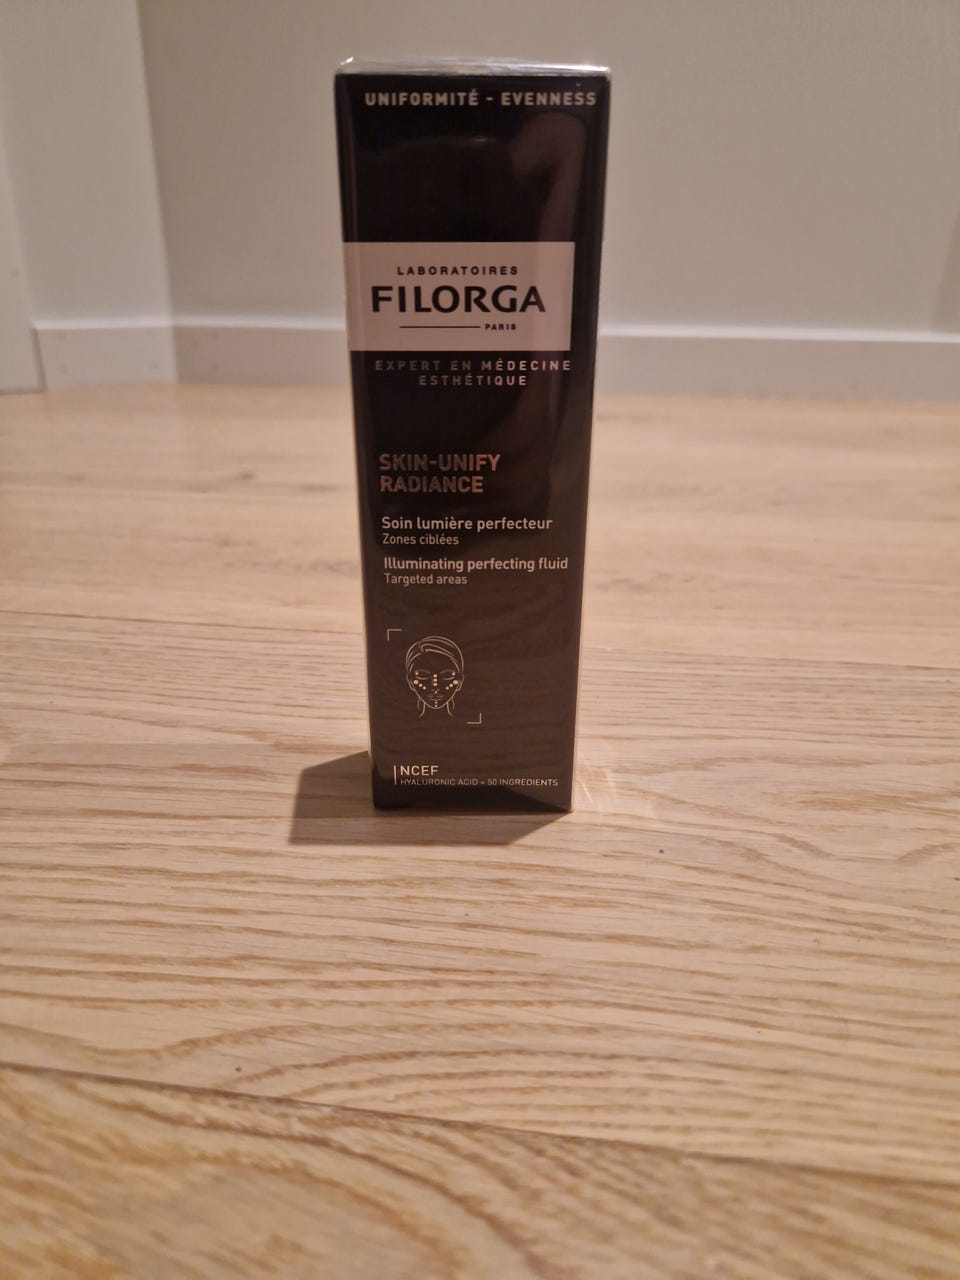 UNIFORMITÉ - EVENNESS
LABORATOIRES
FILORGA
PARIS
EXPERT EN MÉDECINE
ESTHÉTIQUE
SKIN-UNIFY
RADIANCE
Soin lumière perfecteur
Zones ciblées
Illuminating perfecting fluid
Targeted areas
NCEF
HYALURONIC ACID + 50 INGREDIENTS